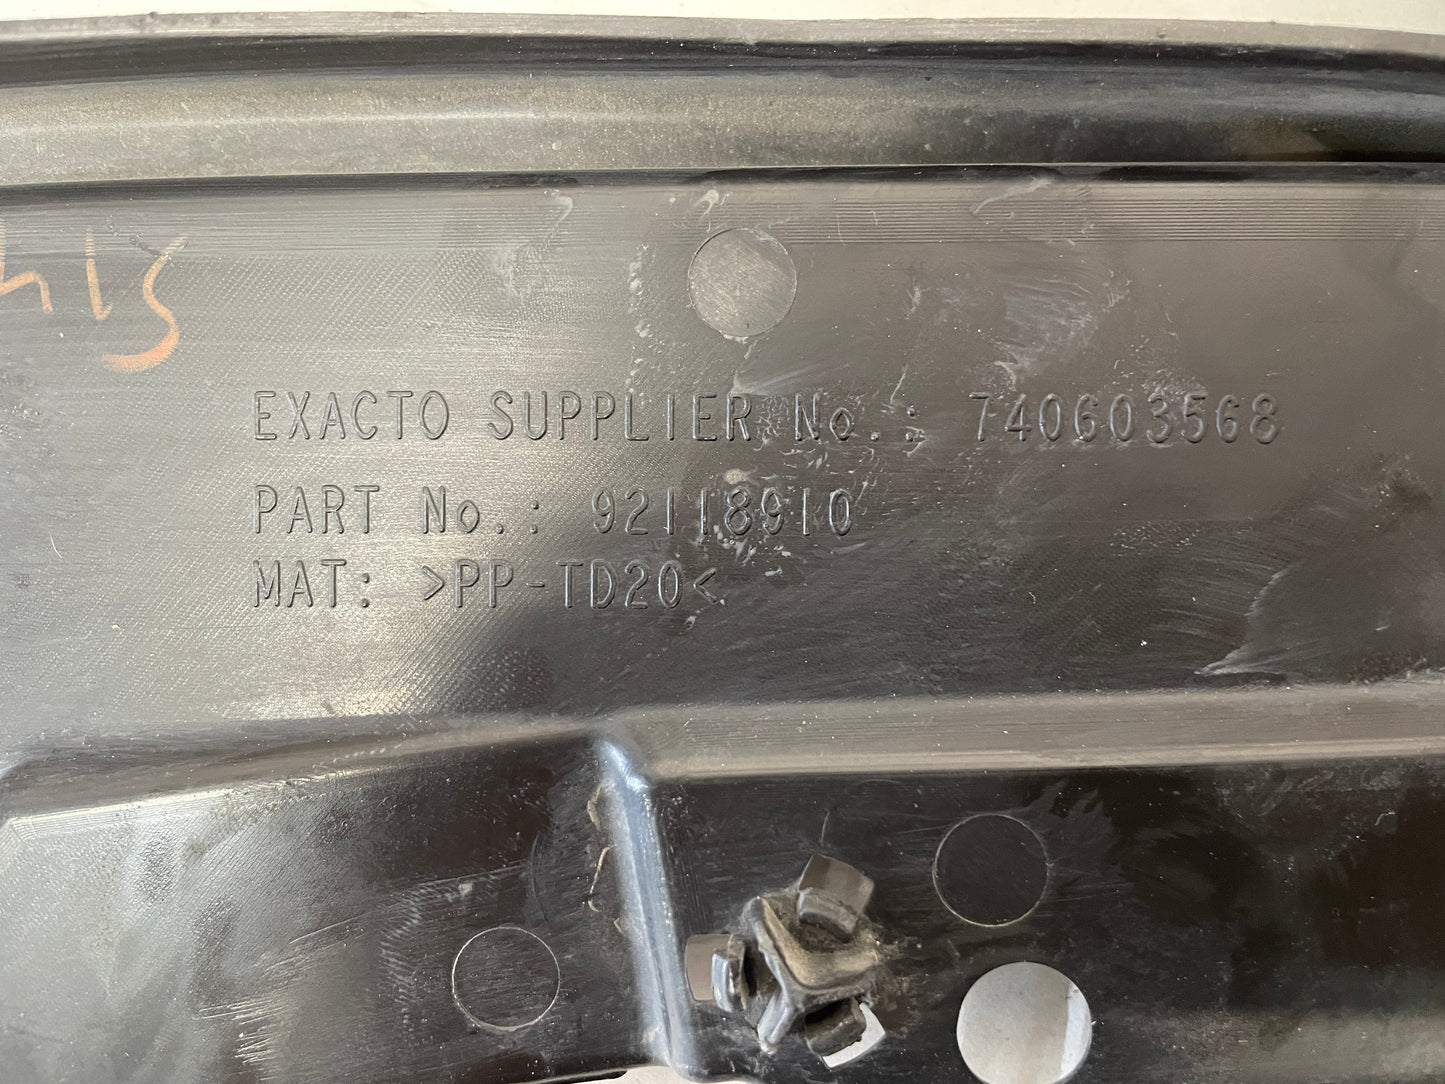 EXACTO SUPPLIER No.: 740603568
PART No.: 92118910
MAT: >PP-TD20<